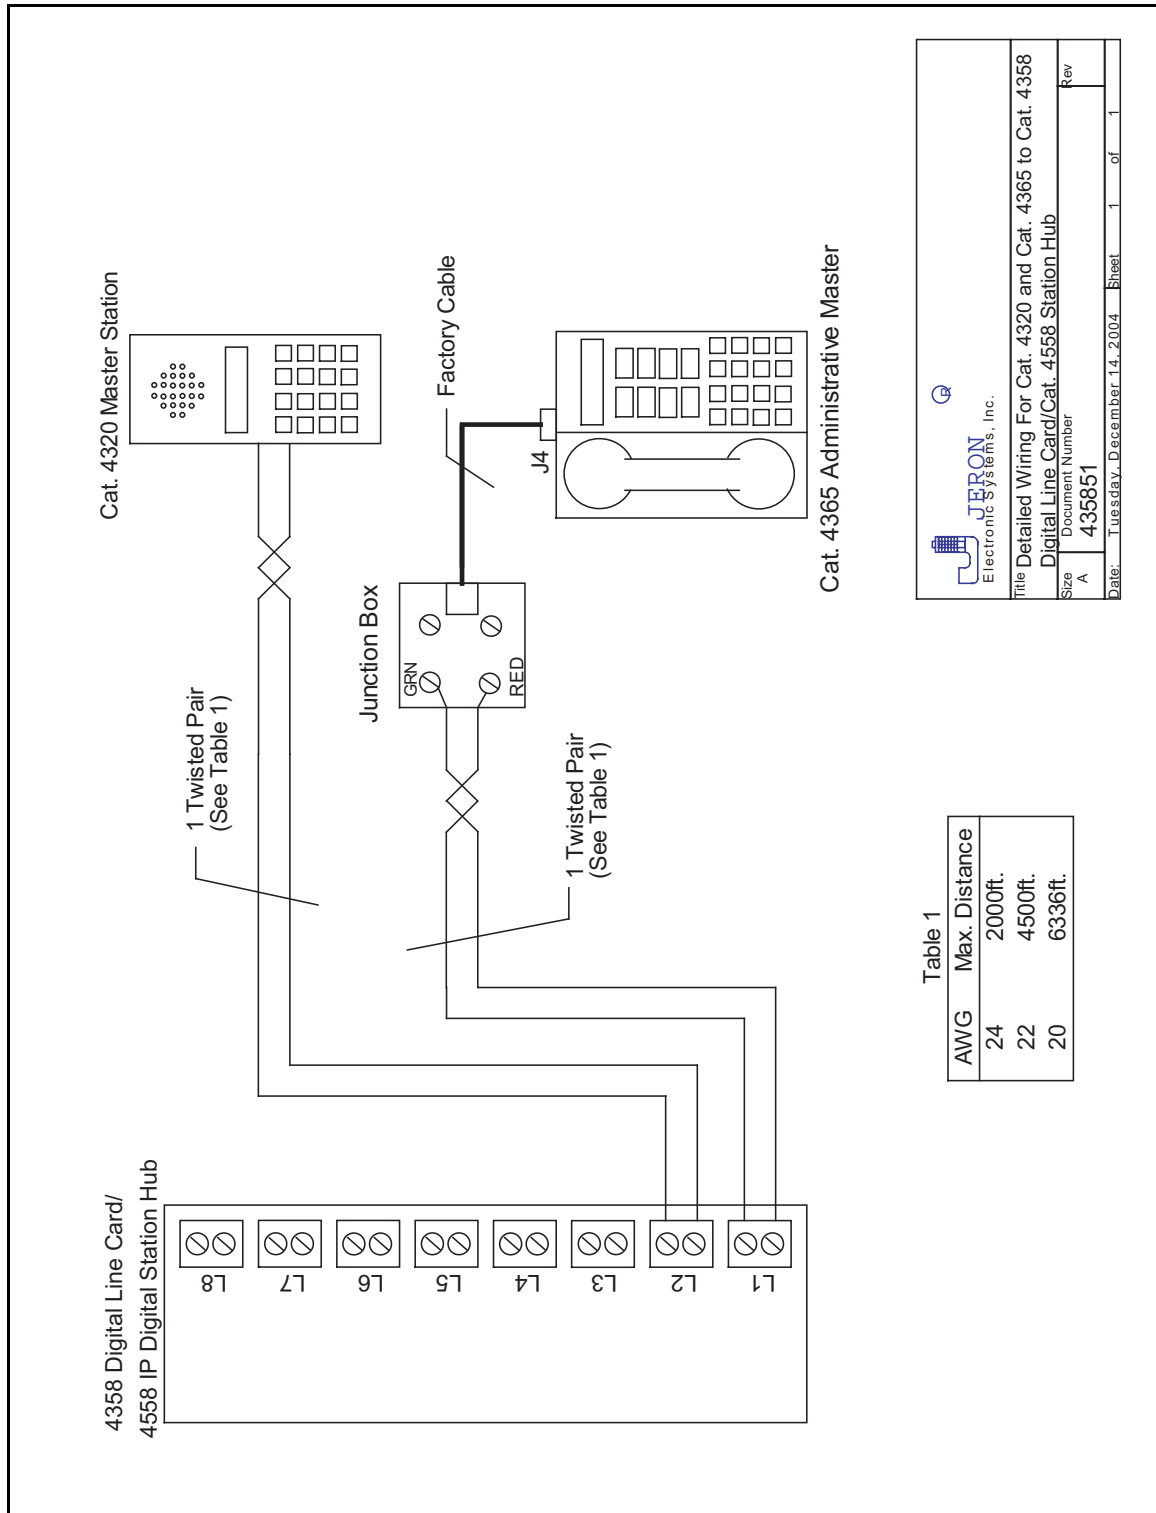 Cat. 4320 Master Station
Factory Cable
J4
Cat. 4365 Administrative Master
Junction Box
GRN
RED
1 Twisted Pair
(See Table 1)
1 Twisted Pair
(See Table 1)
4358 Digital Line Card/
4558 IP Digital Station Hub
L8
L7
L6
L5
L4
L3
L2
L1
Table 1
AWG Max. Distance
24 2000ft.
22 4500ft.
20 6336ft.
R
JERON
Electronic Systems, Inc.
Title
Detailed Wiring For Cat. 4320 and Cat. 4365 to Cat. 4358
Digital Line Card/Cat. 4558 Station Hub
Size Document Number Rev
A 435851
Date: Tuesday, December 14, 2004 Sheet 1 of 1